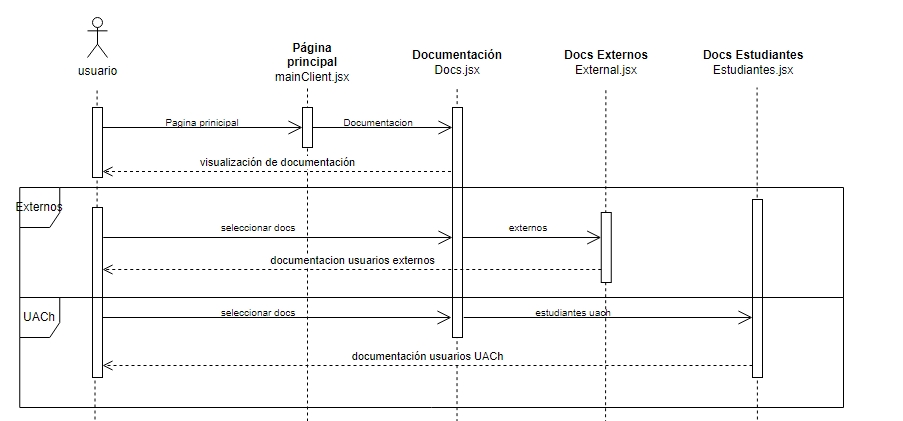 usuario
Página
principal
mainClient.jsx
Documentación
Docs.jsx
Docs Externos
External.jsx
Docs Estudiantes
Estudiantes.jsx
Pagina prinicipal
Documentacion
visualización de documentación
Externos
seleccionar docs
externos
documentacion usuarios externos
UACh
seleccionar docs
estudiantes uach
documentación usuarios UACh